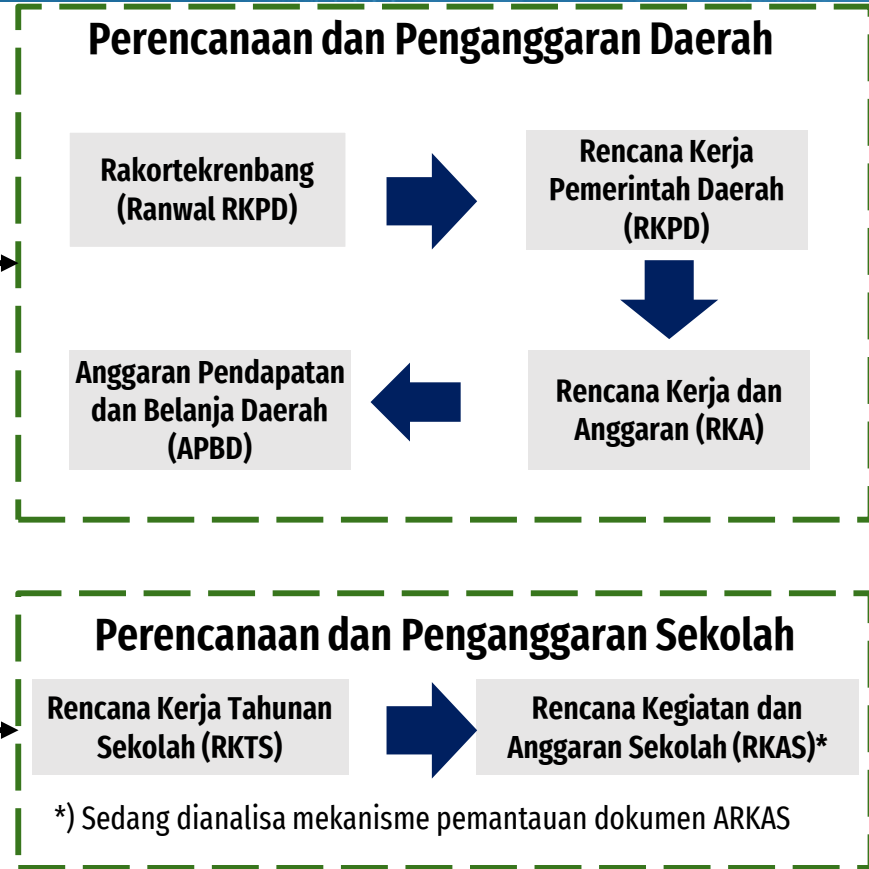 Perencanaan dan Penganggaran Daerah
Rakortekrenbang
(Ranwal RKPD)
Rencana Kerja
Pemerintah Daerah
(RKPD)
Anggaran Pendapatan
dan Belanja Daerah
(APBD)
Rencana Kerja dan
Anggaran (RKA)
Perencanaan dan Penganggaran Sekolah
Rencana Kerja Tahunan
Sekolah (RKTS)
Rencana Kegiatan dan
Anggaran Sekolah (RKAS)*
*) Sedang dianalisa mekanisme pemantauan dokumen ARKAS